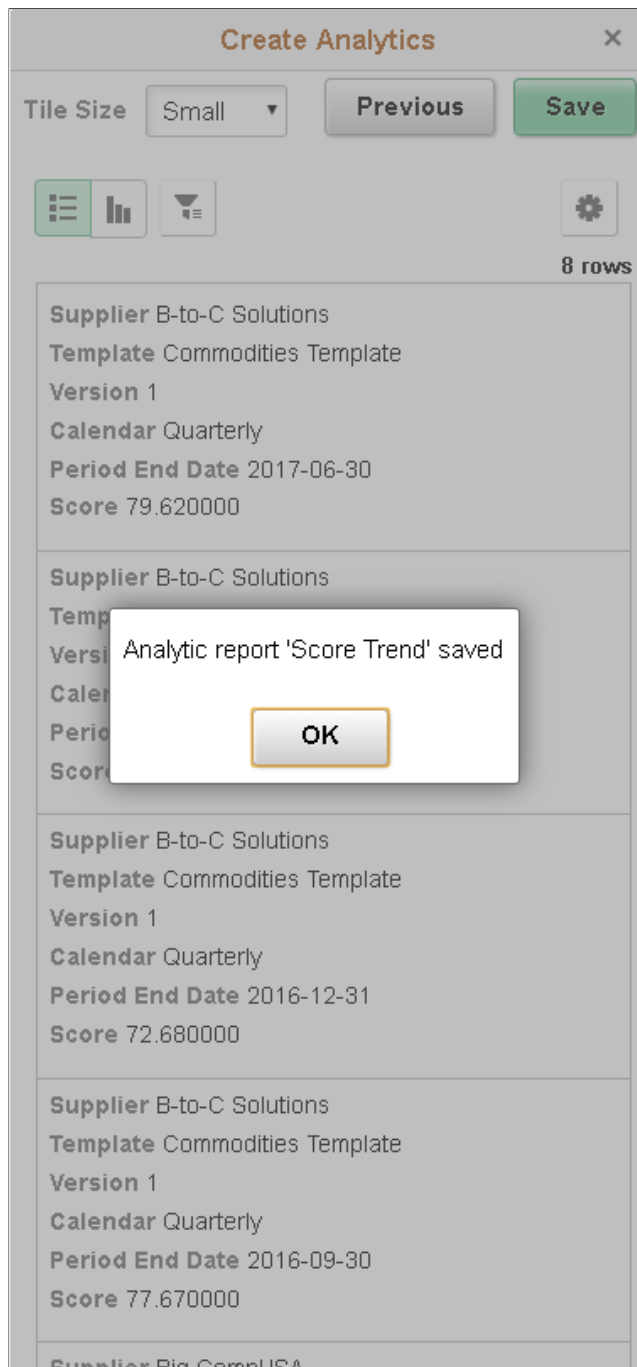 Create Analytics ×
Tile Size Small Previous Save
8 rows
Supplier B-to-C Solutions
Template Commodities Template
Version 1
Calendar Quarterly
Period End Date 2017-06-30
Score 79.620000
Supplier B-to-C Solutions
Analytic report 'Score Trend' saved
OK
Supplier B-to-C Solutions
Template Commodities Template
Version 1
Calendar Quarterly
Period End Date 2016-12-31
Score 72.680000
Supplier B-to-C Solutions
Template Commodities Template
Version 1
Calendar Quarterly
Period End Date 2016-09-30
Score 77.670000
Supplier Big CompUSA